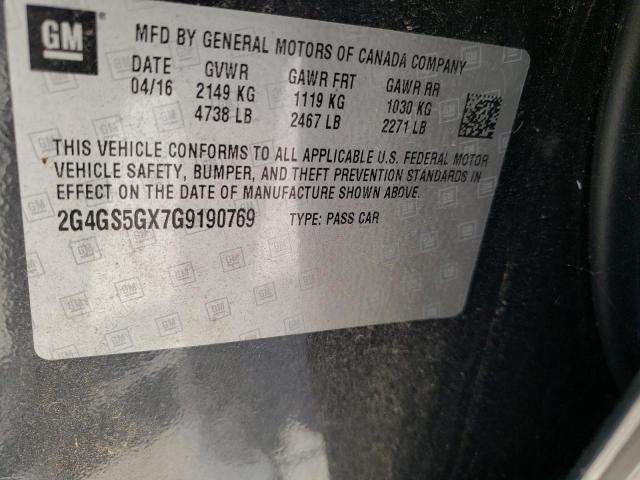 GM
MFD BY GENERAL MOTORS OF CANADA COMPANY
DATE GVWR GAWR FRT GAWR RR
04/16 2149 KG 1119 KG 1030 KG
4738 LB 2467 LB 2271 LB
THIS VEHICLE CONFORMS TO ALL APPLICABLE U.S. FEDERAL MOTOR
VEHICLE SAFETY, BUMPER, AND THEFT PREVENTION STANDARDS IN
EFFECT ON THE DATE OF MANUFACTURE SHOWN ABOVE.
2G4GS5GX7G9190769 TYPE: PASS CAR